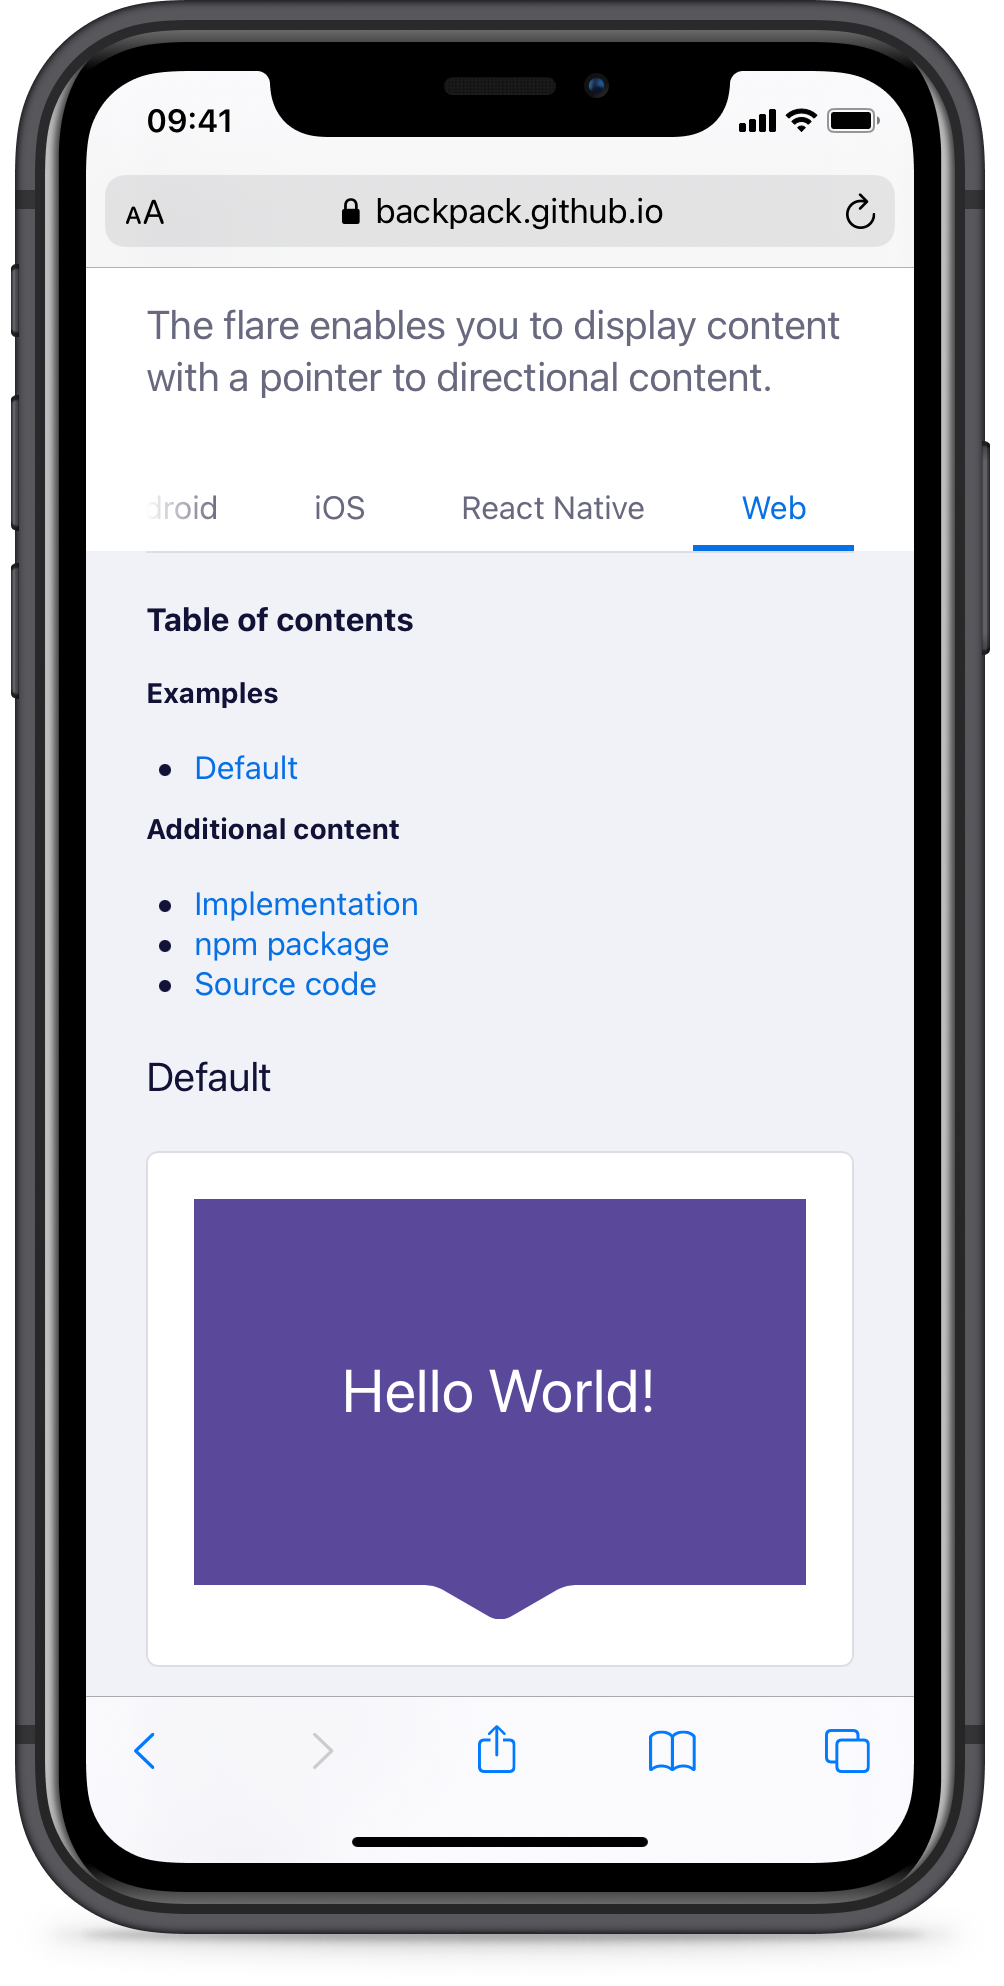 09:41
AA
backpack.github.io
The flare enables you to display content
with a pointer to directional content.
droid iOS React Native Web
Table of contents
Examples
Default
Additional content
Implementation
npm package
Source code
Default
Hello World!